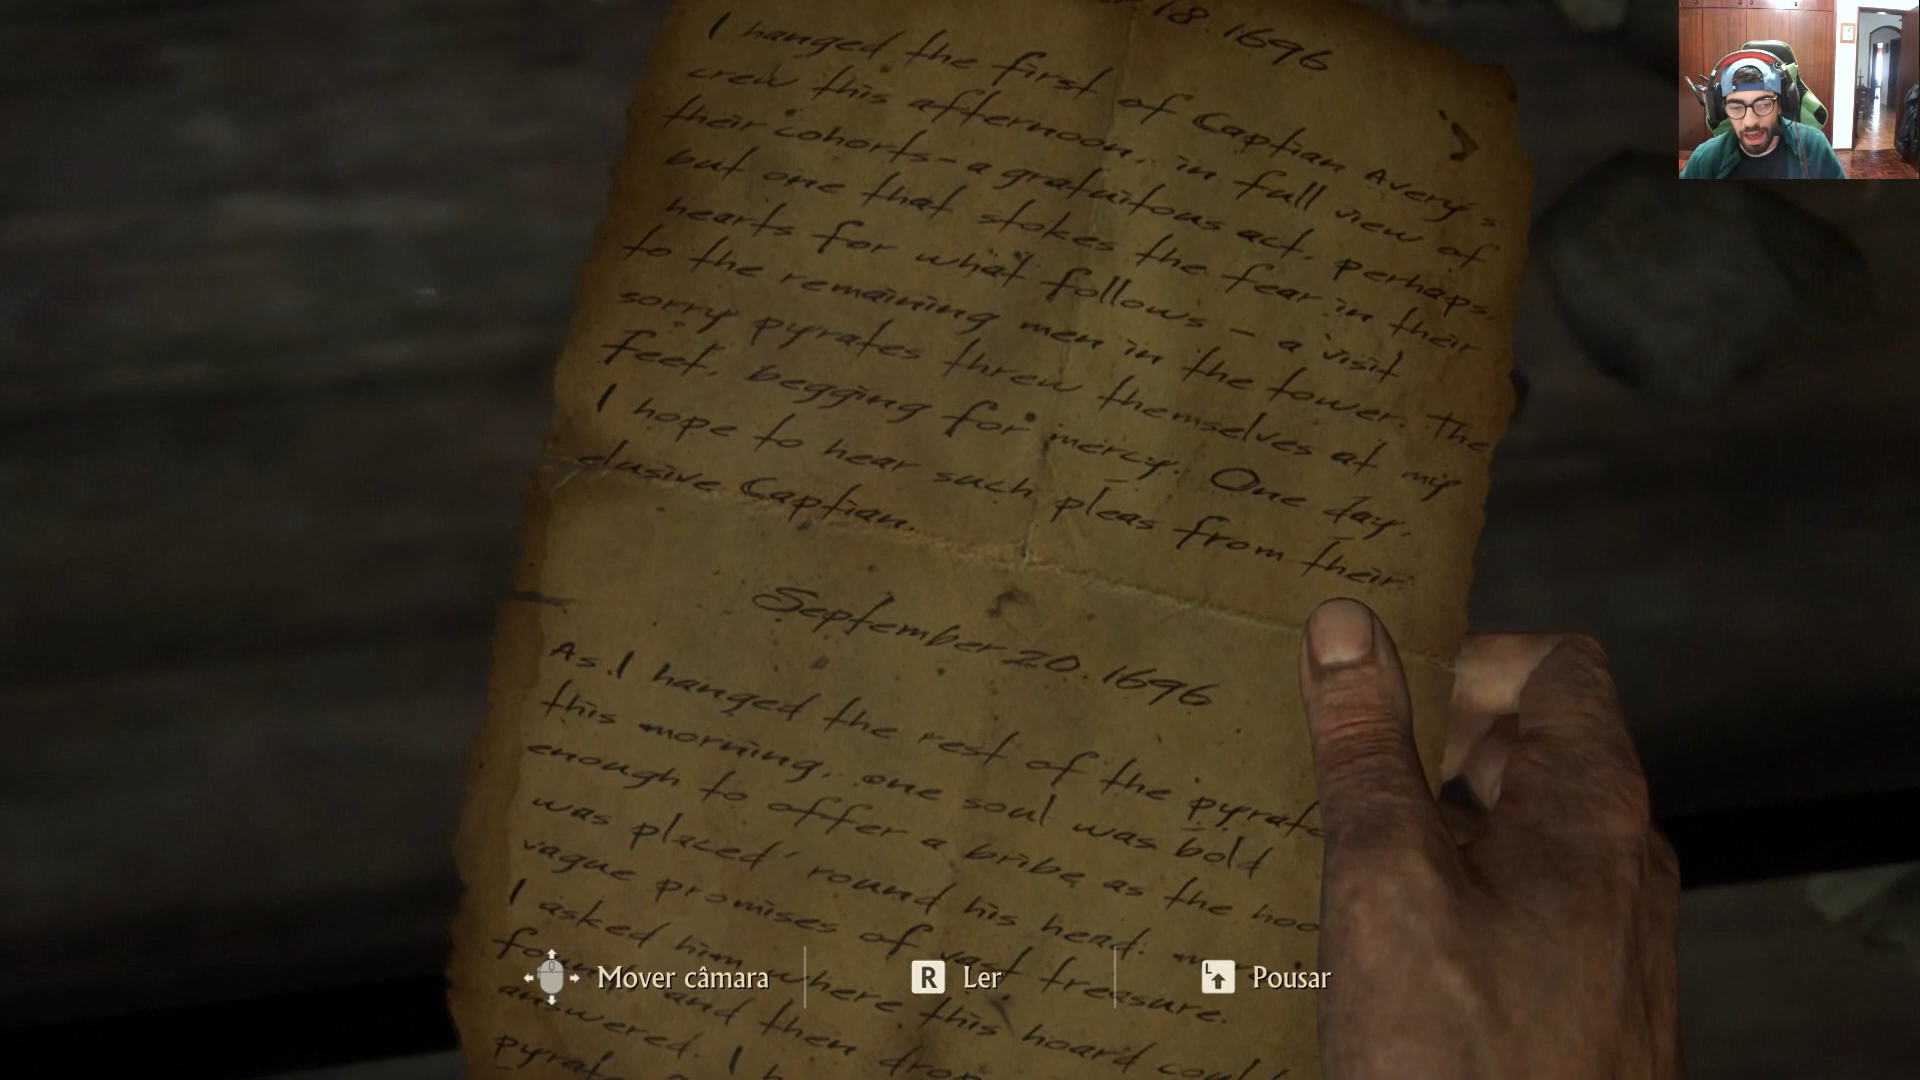 18. 1696
I hanged the first of Captian Avery's
crew this afternoon, in full view of
their cohorts - a gratuitous act, perhaps,
but one that stokes the fear in their
hearts for what follows - a visit
to the remaining men in the tower. The
sorry pyrates threw themselves at my
feet, begging for mercy. One day,
I hope to hear such pleas from their
elusive Captian.
September 20. 1696
As I hanged the rest of the
this morning, one soul was bold
enough to offer a bribe as the
was placed 'round his head:
vague promises of vast treasure.
I asked him where this hoard
and then
answered. I
Mover câmara
R Ler
L Pousar